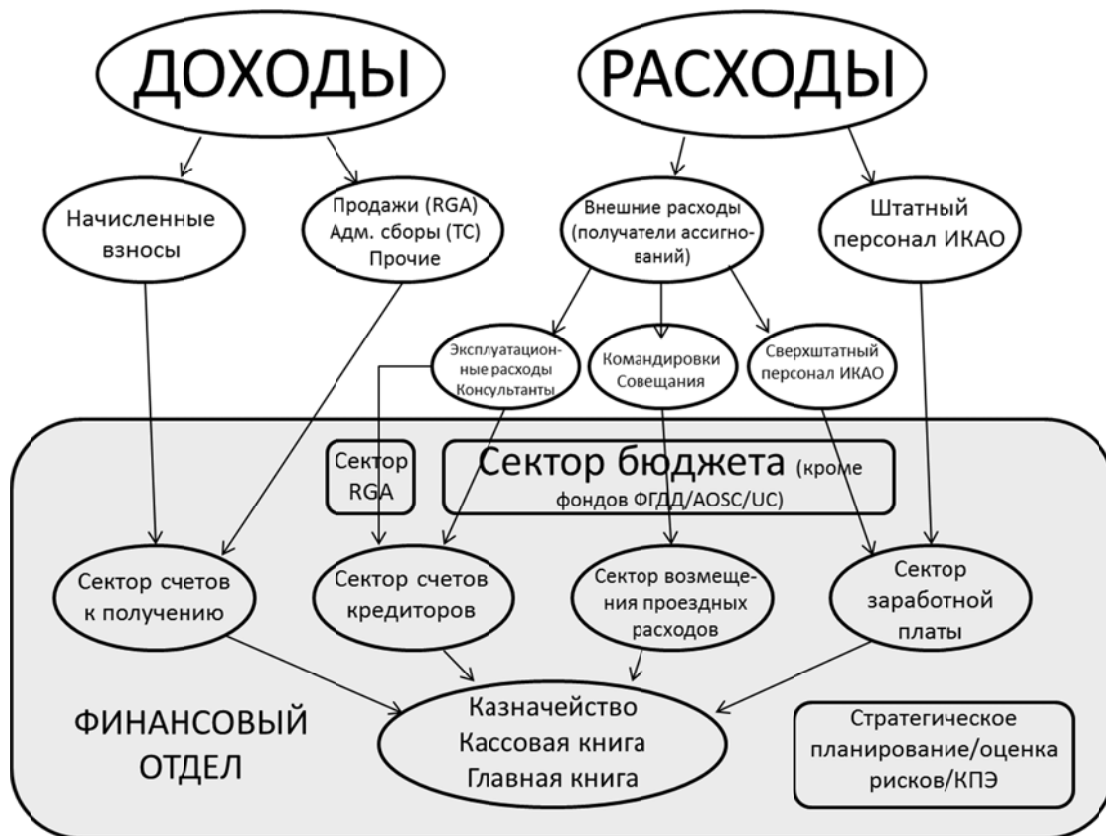 ДОХОДЫ
РАСХОДЫ
Начисленные
взносы
Продажи (RGA)
Адм. сборы (TC)
Прочие
Внешние расходы
(получатели ассигно-
ваний)
Штатный
персонал ИКАО
Эксплуатацион-
ные расходы
Консультанты
Командировки
Совещания
Сверхштатный
персонал ИКАО
Сектор
RGA
Сектор бюджета (кроме
фондов ФГДД/AOSC/UC)
Сектор счетов
к получению
Сектор счетов
кредиторов
Сектор возмеще-
ния проездных
расходов
Сектор
заработной
платы
ФИНАНСОВЫЙ
ОТДЕЛ
Казначейство
Кассовая книга
Главная книга
Стратегическое
планирование/оценка
рисков/КПЭ